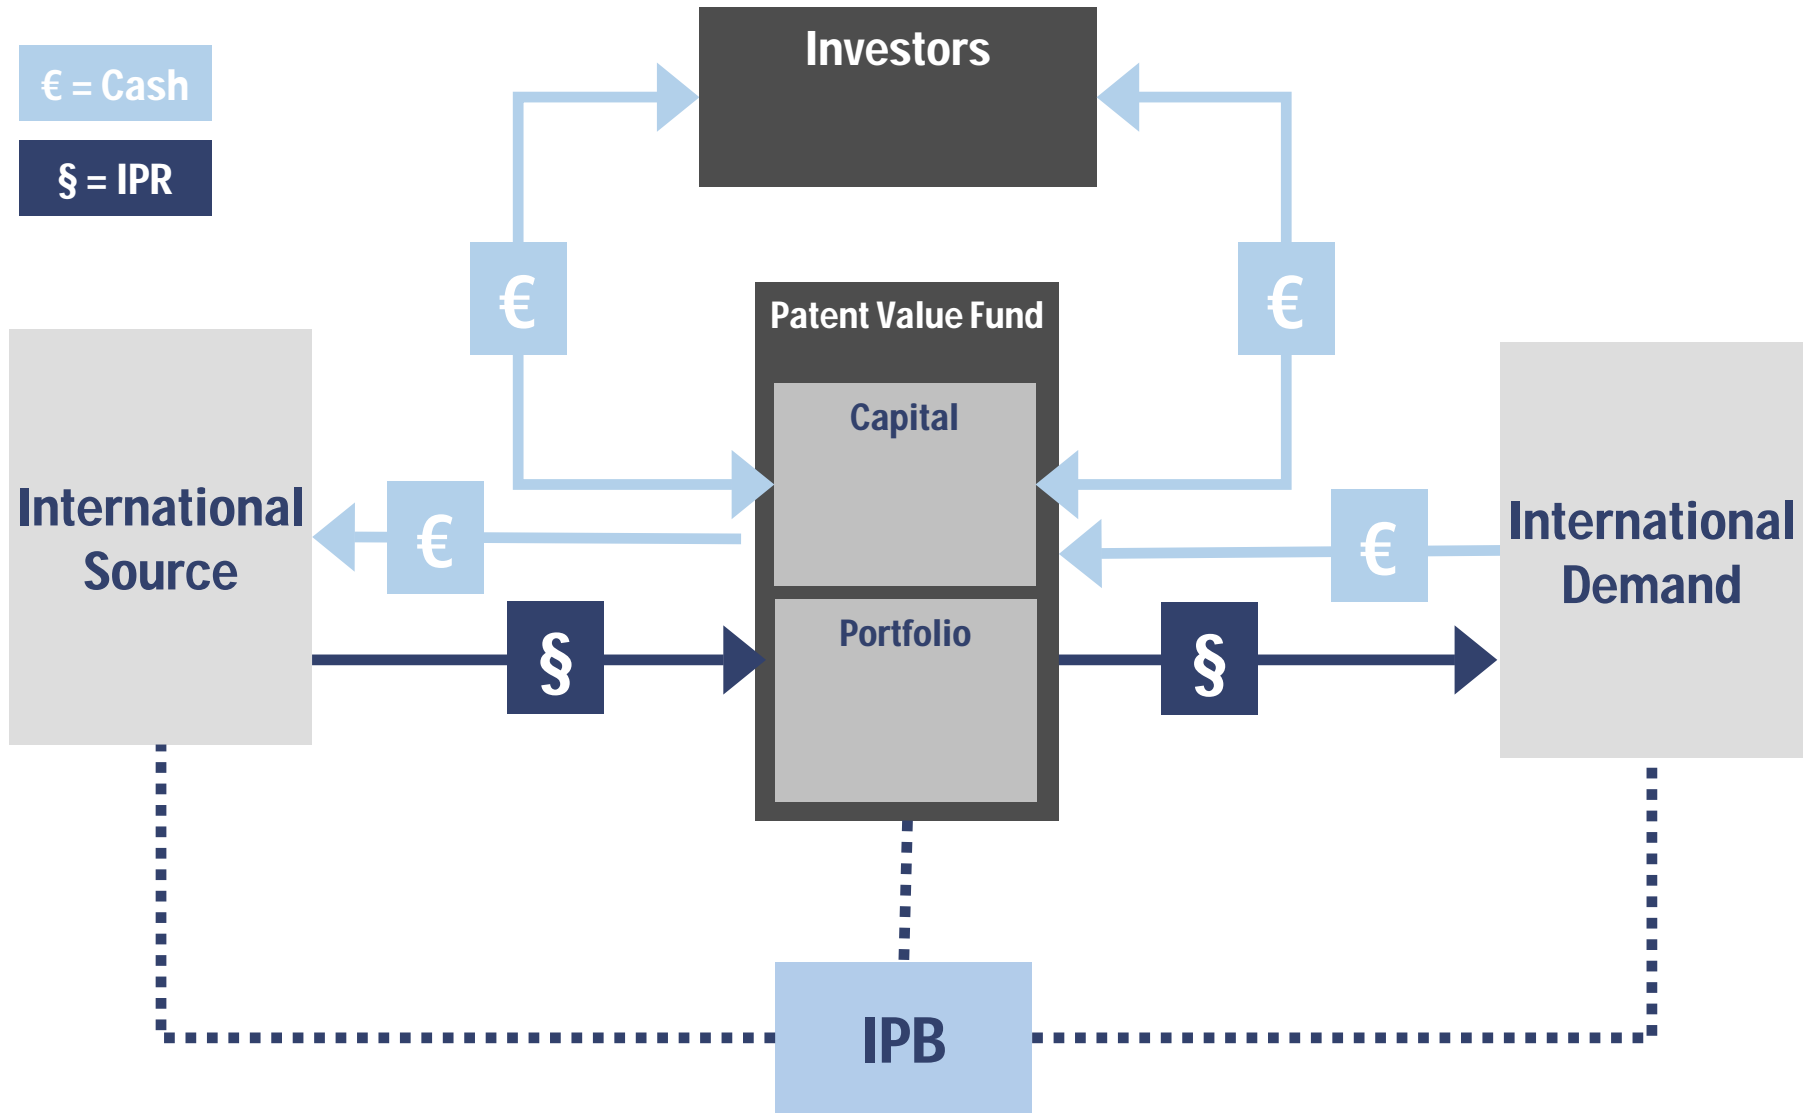 € = Cash
§ = IPR
Investors
€
€
Patent Value Fund
Capital
International
Source
€
€
International
Demand
Portfolio
§
§
IPB